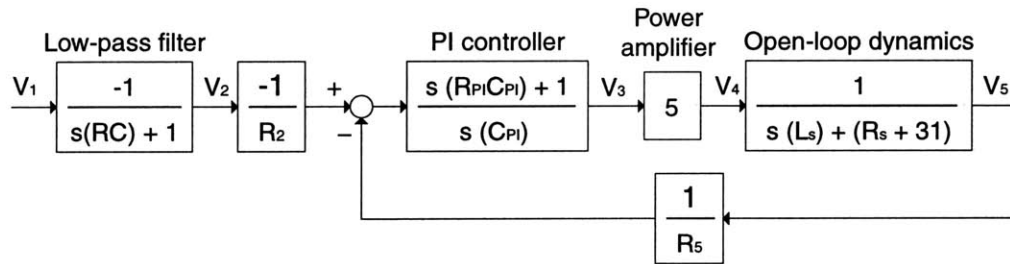 Power
Low-pass filter PI controller amplifier Open-loop dynamics
V1 -1 V2 -1 + s (RPICPI) + 1 V3 5 V4 1 V5
s(RC) + 1 R2 − s (CPI) s (Ls) + (Rs + 31)
1
R5